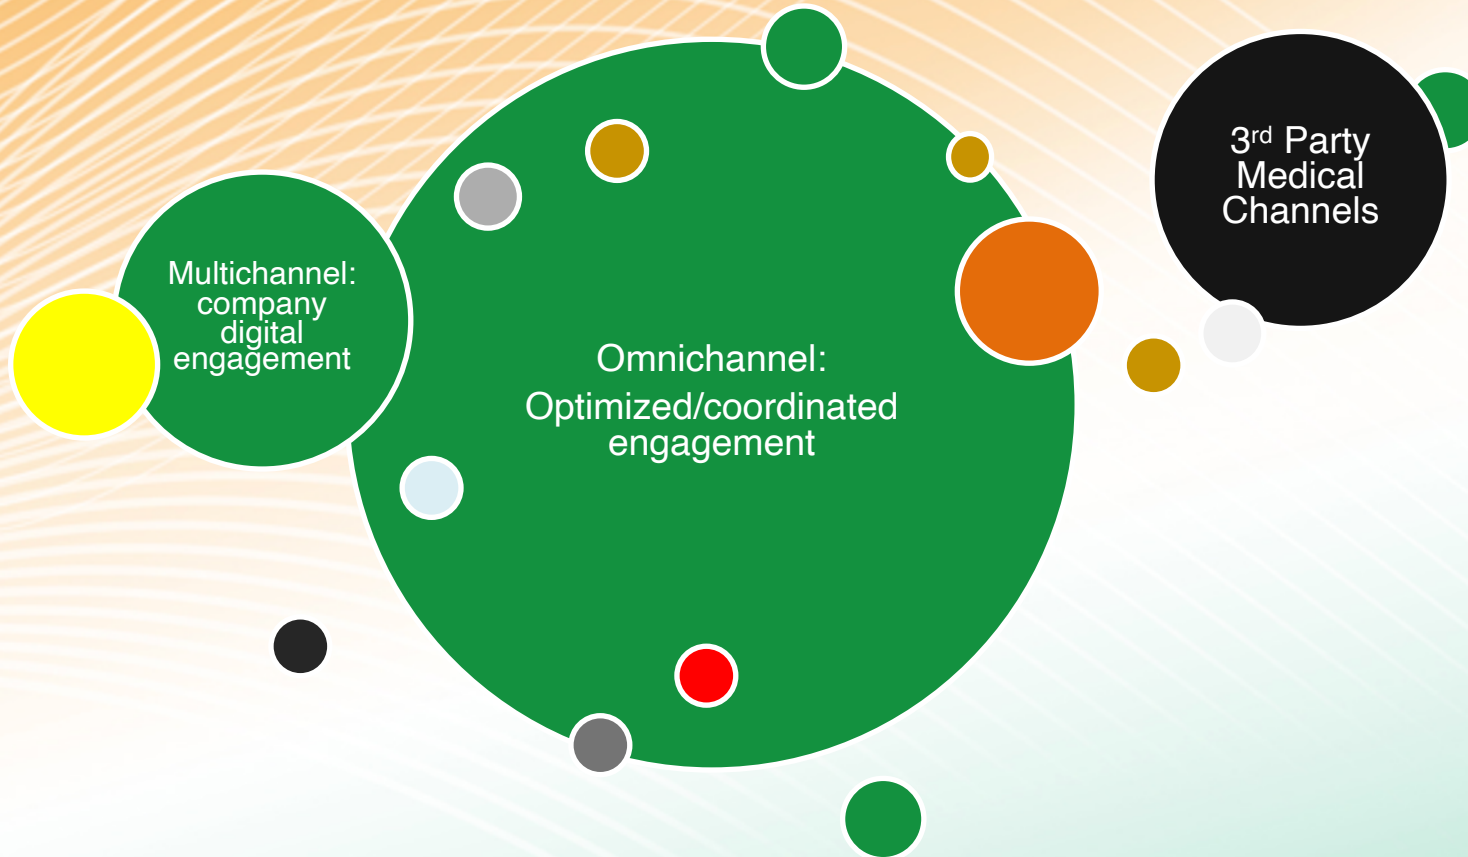 Multichannel:
company
digital
engagement
Omnichannel:
Optimized/coordinated
engagement
3rd Party
Medical
Channels